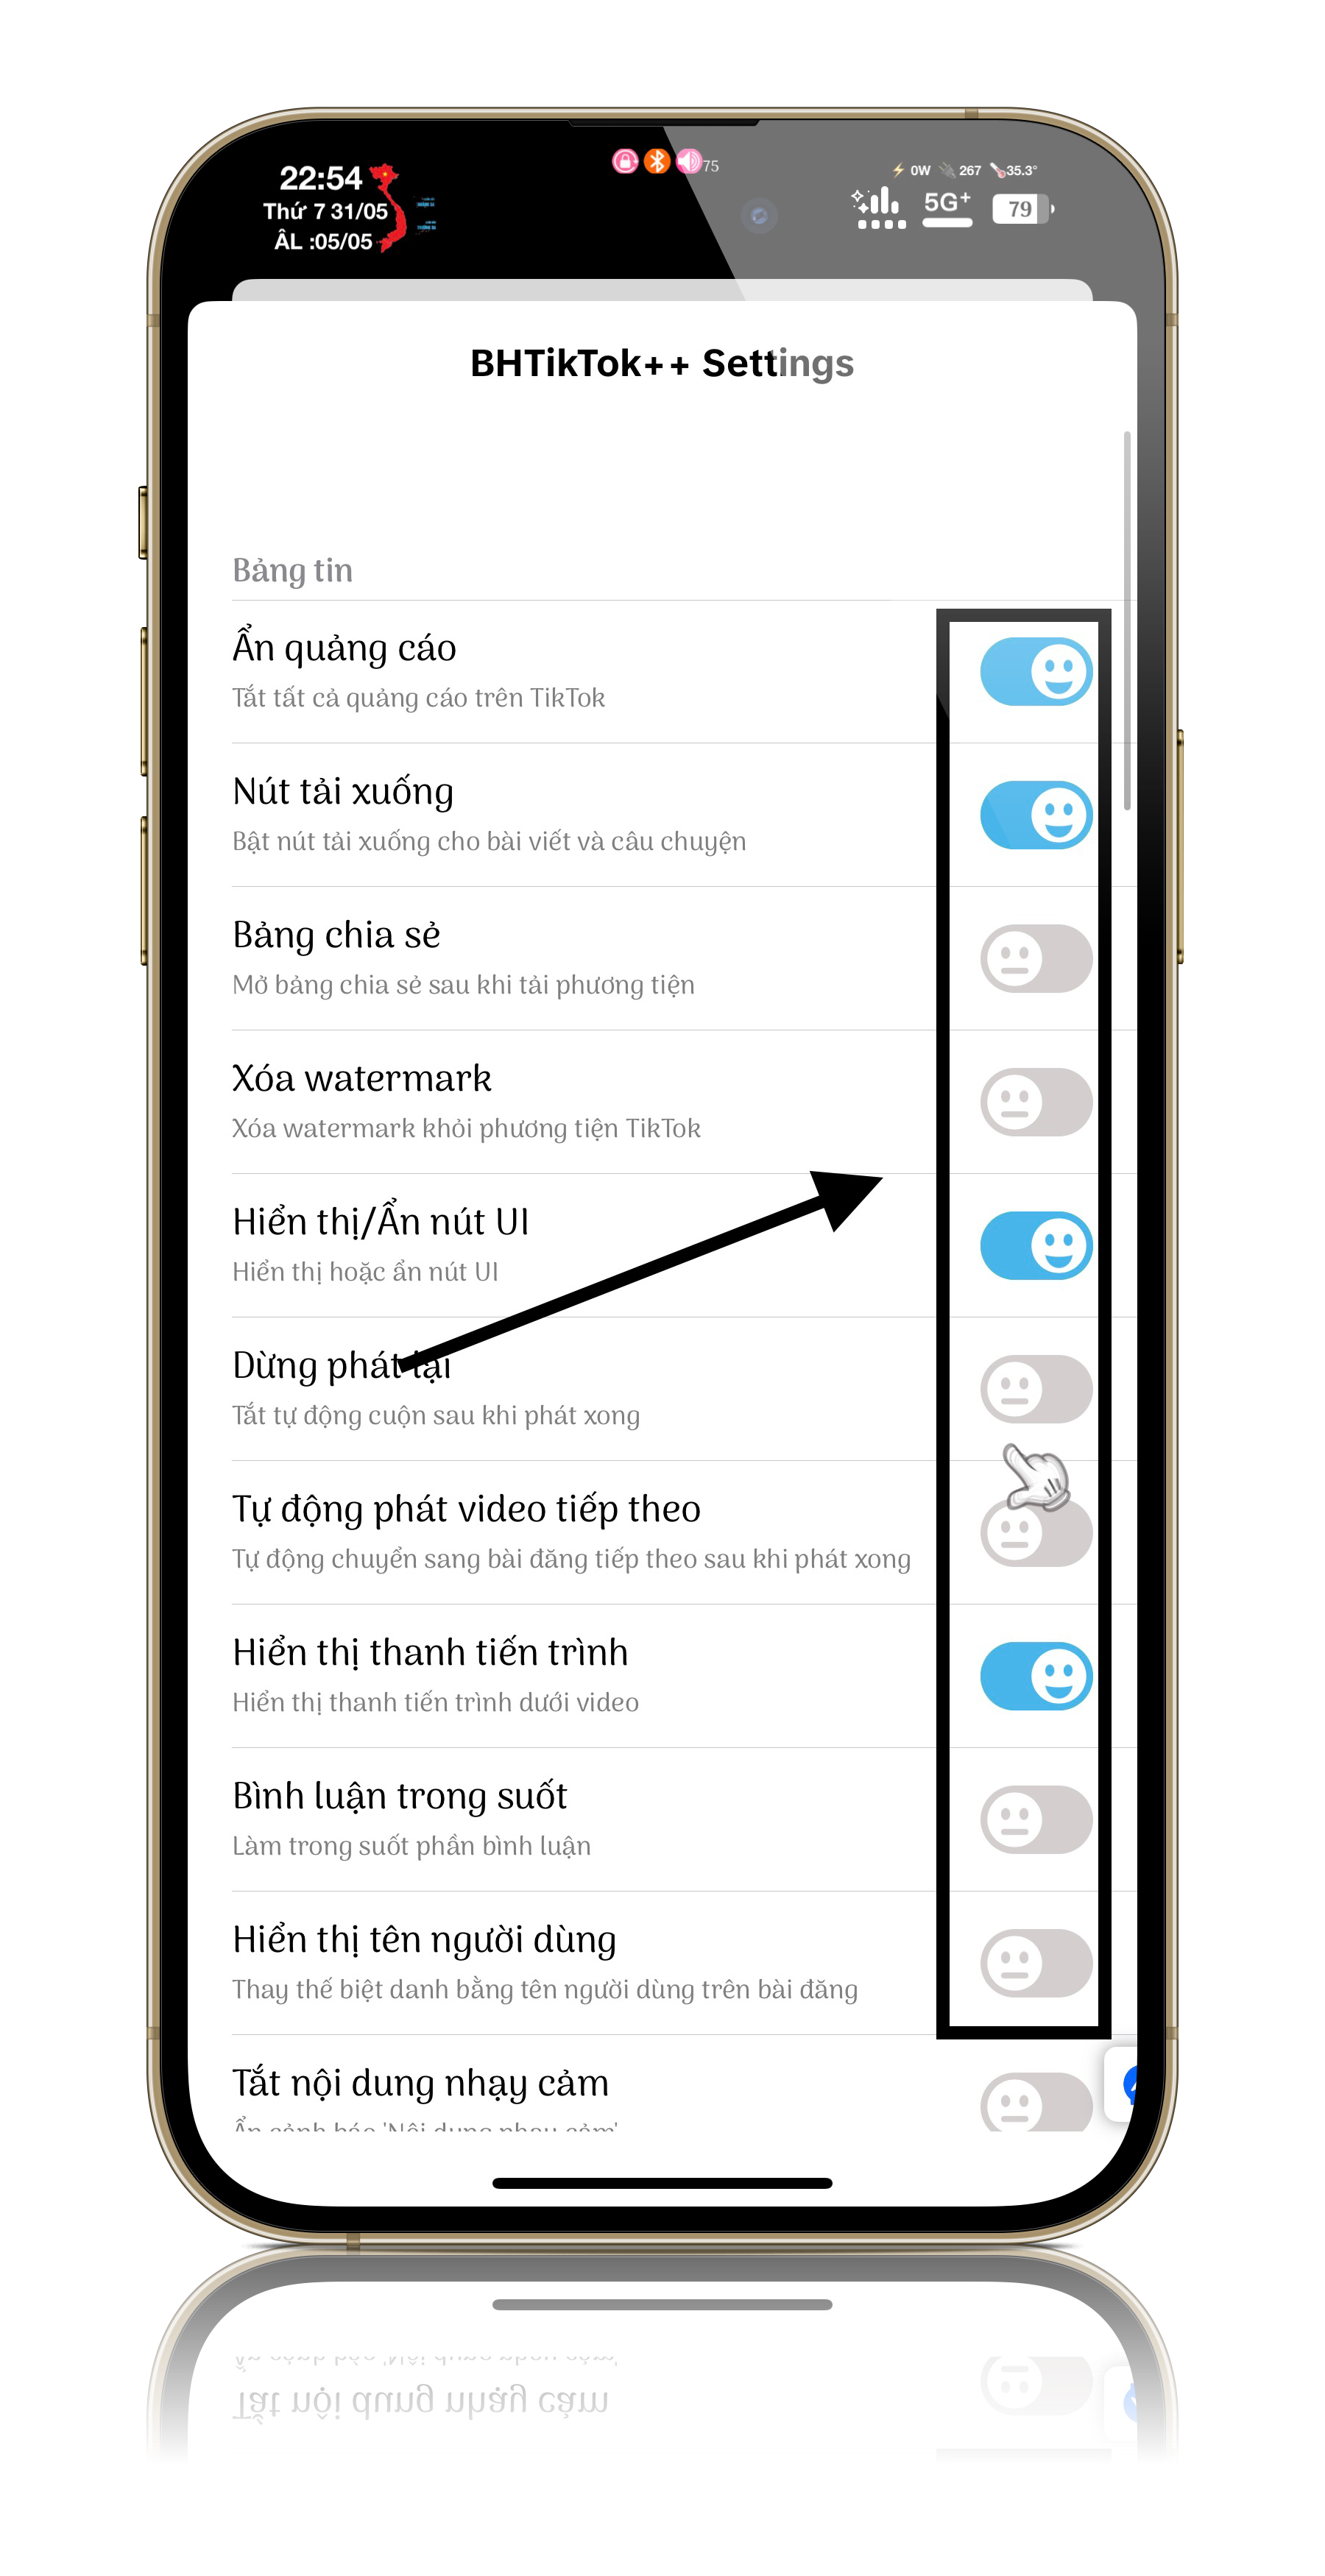 22:54
Thứ 7 31/05
ÂL :05/05
75
0W 267 35.3°
5G+
79
BHTikTok++ Settings
Bảng tin
Ẩn quảng cáo
Tắt tất cả quảng cáo trên TikTok
Nút tải xuống
Bật nút tải xuống cho bài viết và câu chuyện
Bảng chia sẻ
Mở bảng chia sẻ sau khi tải phương tiện
Xóa watermark
Xóa watermark khỏi phương tiện TikTok
Hiển thị/Ẩn nút UI
Hiển thị hoặc ẩn nút UI
Dừng phát lại
Tắt tự động cuộn sau khi phát xong
Tự động phát video tiếp theo
Tự động chuyển sang bài đăng tiếp theo sau khi phát xong
Hiển thị thanh tiến trình
Hiển thị thanh tiến trình dưới video
Bình luận trong suốt
Làm trong suốt phần bình luận
Hiển thị tên người dùng
Thay thế biệt danh bằng tên người dùng trên bài đăng
Tắt nội dung nhạy cảm
Ẩn cảnh báo 'Nội dung nhạy cảm'